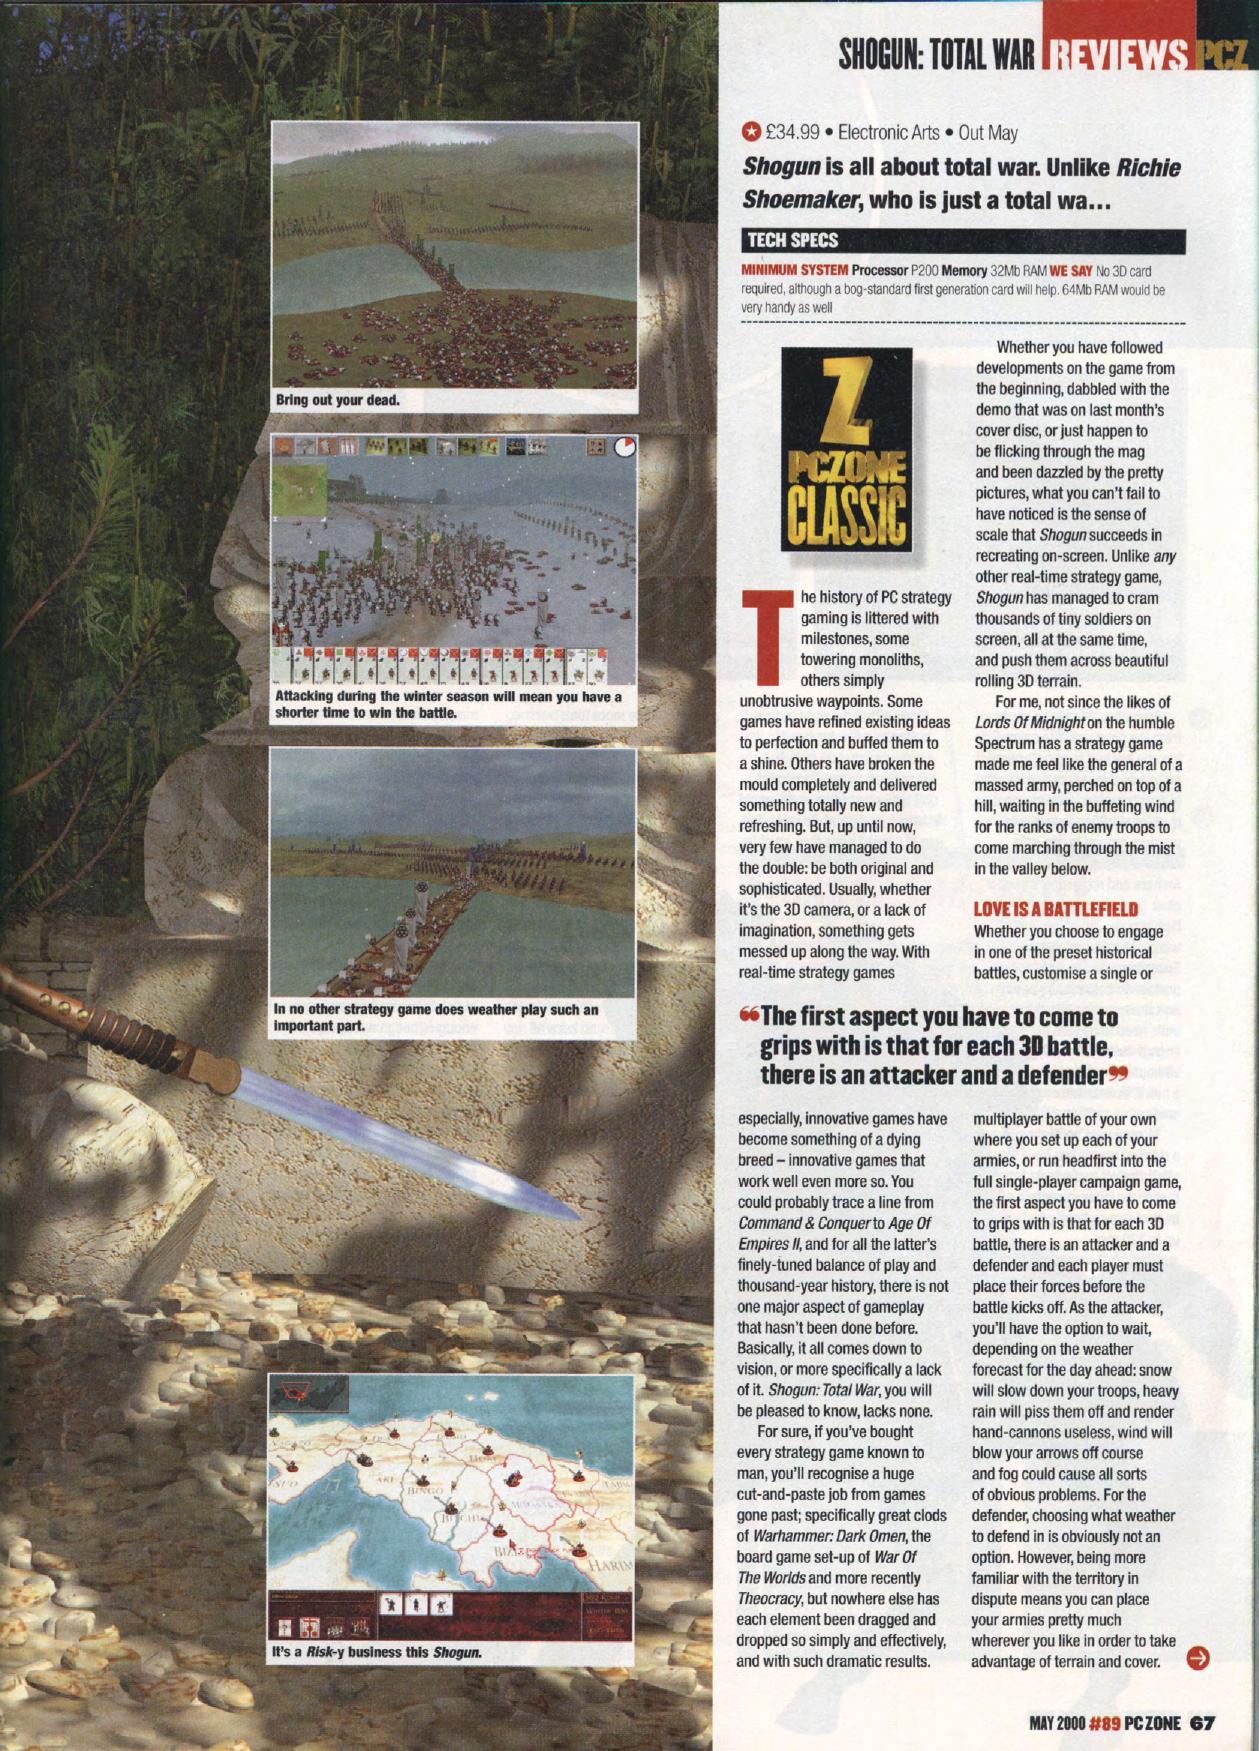 SHOGUN: TOTAL WAR REVIEWS PCZ
£34.99 • Electronic Arts • Out May
Shogun is all about total war. Unlike Richie
Shoemaker, who is just a total wa...
TECH SPECS
MINIMUM SYSTEM Processor P200 Memory 32Mb RAM WE SAY No 3D card
required, although a bog-standard first generation card will help. 64Mb RAM would be
very handy as well
Z
PCZONE
CLASSIC
The history of PC strategy
gaming is littered with
milestones, some
towering monoliths,
others simply
unobtrusive waypoints. Some
games have refined existing ideas
to perfection and buffed them to
a shine. Others have broken the
mould completely and delivered
something totally new and
refreshing. But, up until now,
very few have managed to do
the double: be both original and
sophisticated. Usually, whether
it's the 3D camera, or a lack of
imagination, something gets
messed up along the way. With
real-time strategy games
especially, innovative games have
become something of a dying
breed – innovative games that
work well even more so. You
could probably trace a line from
Command & Conquer to Age Of
Empires II, and for all the latter's
finely-tuned balance of play and
thousand-year history, there is not
one major aspect of gameplay
that hasn't been done before.
Basically, it all comes down to
vision, or more specifically a lack
of it. Shogun: Total War, you will
be pleased to know, lacks none.
For sure, if you've bought
every strategy game known to
man, you'll recognise a huge
cut-and-paste job from games
gone past; specifically great clods
of Warhammer: Dark Omen, the
board game set-up of War Of
The Worlds and more recently
Theocracy, but nowhere else has
each element been dragged and
dropped so simply and effectively,
and with such dramatic results.
Whether you have followed
developments on the game from
the beginning, dabbled with the
demo that was on last month's
cover disc, or just happen to
be flicking through the mag
and been dazzled by the pretty
pictures, what you can't fail to
have noticed is the sense of
scale that Shogun succeeds in
recreating on-screen. Unlike any
other real-time strategy game,
Shogun has managed to cram
thousands of tiny soldiers on
screen, all at the same time,
and push them across beautiful
rolling 3D terrain.
For me, not since the likes of
Lords Of Midnight on the humble
Spectrum has a strategy game
made me feel like the general of a
massed army, perched on top of a
hill, waiting in the buffeting wind
for the ranks of enemy troops to
come marching through the mist
in the valley below.
LOVE IS A BATTLEFIELD
Whether you choose to engage
in one of the preset historical
battles, customise a single or
multiplayer battle of your own
where you set up each of your
armies, or run headfirst into the
full single-player campaign game,
the first aspect you have to come
to grips with is that for each 3D
battle, there is an attacker and a
defender and each player must
place their forces before the
battle kicks off. As the attacker,
you'll have the option to wait,
depending on the weather
forecast for the day ahead: snow
will slow down your troops, heavy
rain will piss them off and render
hand-cannons useless, wind will
blow your arrows off course
and fog could cause all sorts
of obvious problems. For the
defender, choosing what weather
to defend in is obviously not an
option. However, being more
familiar with the territory in
dispute means you can place
your armies pretty much
wherever you like in order to take
advantage of terrain and cover.
“The first aspect you have to come to
grips with is that for each 3D battle,
there is an attacker and a defender”
Bring out your dead.
Attacking during the winter season will mean you have a
shorter time to win the battle.
In no other strategy game does weather play such an
important part.
BINGO
HARIM
It's a Risk-y business this Shogun.
MAY 2000 #89 PCZONE 67